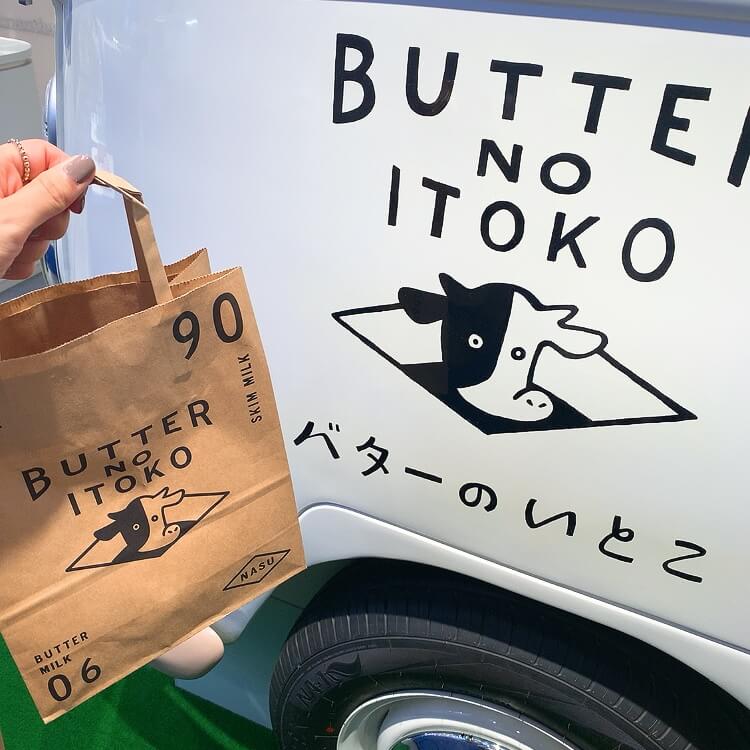 BUTTER
NO
ITOKO
バターのいとこ
90
SKIM MILK
BUTTER
NO
ITOKO
NASU
BUTTER
MILK
06